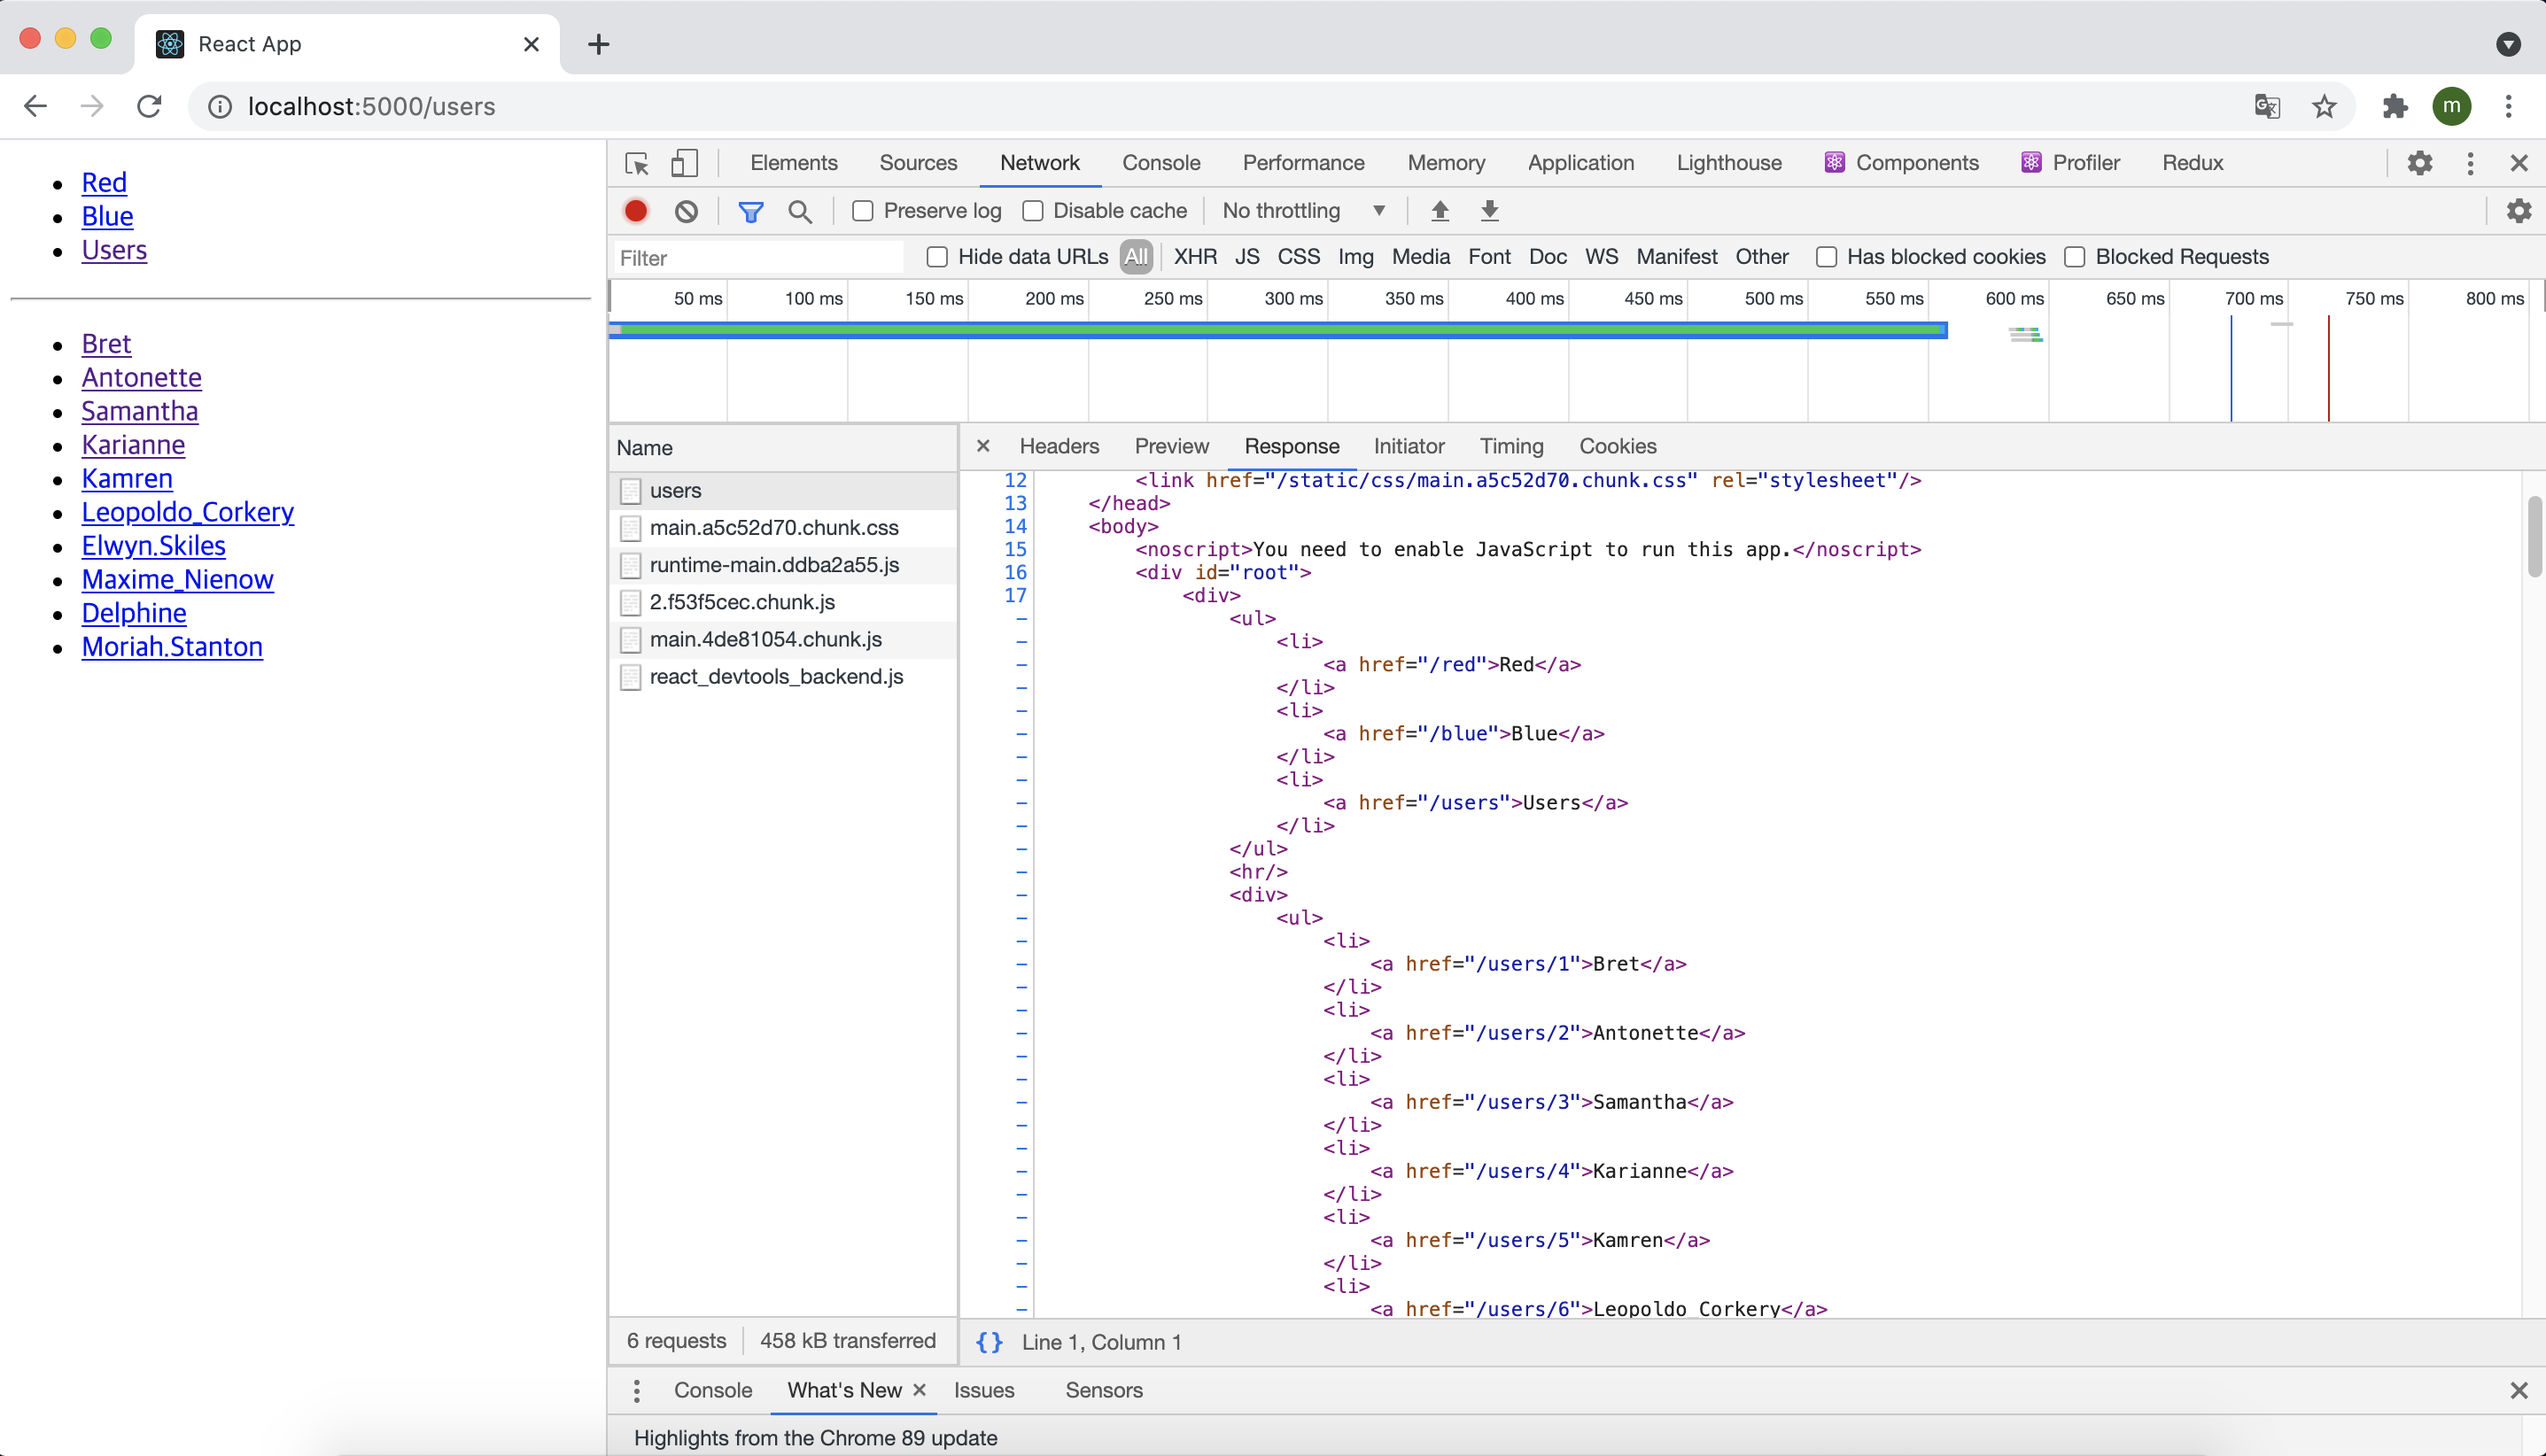 React App
localhost:5000/users
m
Red
Blue
Users
Bret
Antonette
Samantha
Karianne
Kamren
Leopoldo_Corkery
Elwyn.Skiles
Maxime_Nienow
Delphine
Moriah.Stanton
Elements Sources Network Console Performance Memory Application Lighthouse Components Profiler Redux
Preserve log Disable cache No throttling
Filter Hide data URLs All XHR JS CSS Img Media Font Doc WS Manifest Other Has blocked cookies Blocked Requests
50 ms 100 ms 150 ms 200 ms 250 ms 300 ms 350 ms 400 ms 450 ms 500 ms 550 ms 600 ms 650 ms 700 ms 750 ms 800 ms
Name
users
main.a5c52d70.chunk.css
runtime-main.ddba2a55.js
2.f53f5cec.chunk.js
main.4de81054.chunk.js
react_devtools_backend.js
6 requests 458 kB transferred
Headers Preview Response Initiator Timing Cookies
12 <link href="/static/css/main.a5c52d70.chunk.css" rel="stylesheet"/>
13 </head>
14 <body>
15 <noscript>You need to enable JavaScript to run this app.</noscript>
16 <div id="root">
17 <div>
- <ul>
- <li>
- <a href="/red">Red</a>
- </li>
- <li>
- <a href="/blue">Blue</a>
- </li>
- <li>
- <a href="/users">Users</a>
- </li>
- </ul>
- <hr/>
- <div>
- <ul>
- <li>
- <a href="/users/1">Bret</a>
- </li>
- <li>
- <a href="/users/2">Antonette</a>
- </li>
- <li>
- <a href="/users/3">Samantha</a>
- </li>
- <li>
- <a href="/users/4">Karianne</a>
- </li>
- <li>
- <a href="/users/5">Kamren</a>
- </li>
- <li>
- <a href="/users/6">Leopoldo_Corkery</a>
{} Line 1, Column 1
Console What's New Issues Sensors
Highlights from the Chrome 89 update